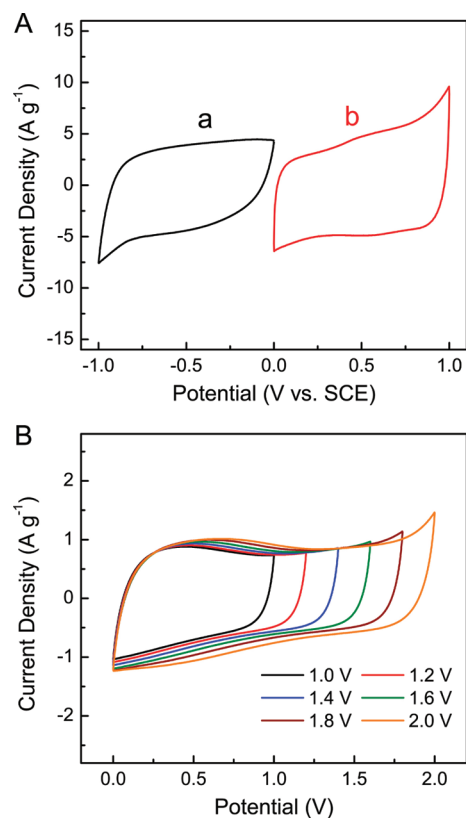 A
a
b
15
10
5
0
-5
-10
-15
Current Density (A g⁻¹)
-1.0 -0.5 0.0 0.5 1.0
Potential (V vs. SCE)
B
2
1
0
-1
-2
Current Density (A g⁻¹)
1.0 V 1.2 V
1.4 V 1.6 V
1.8 V 2.0 V
0.0 0.5 1.0 1.5 2.0
Potential (V)